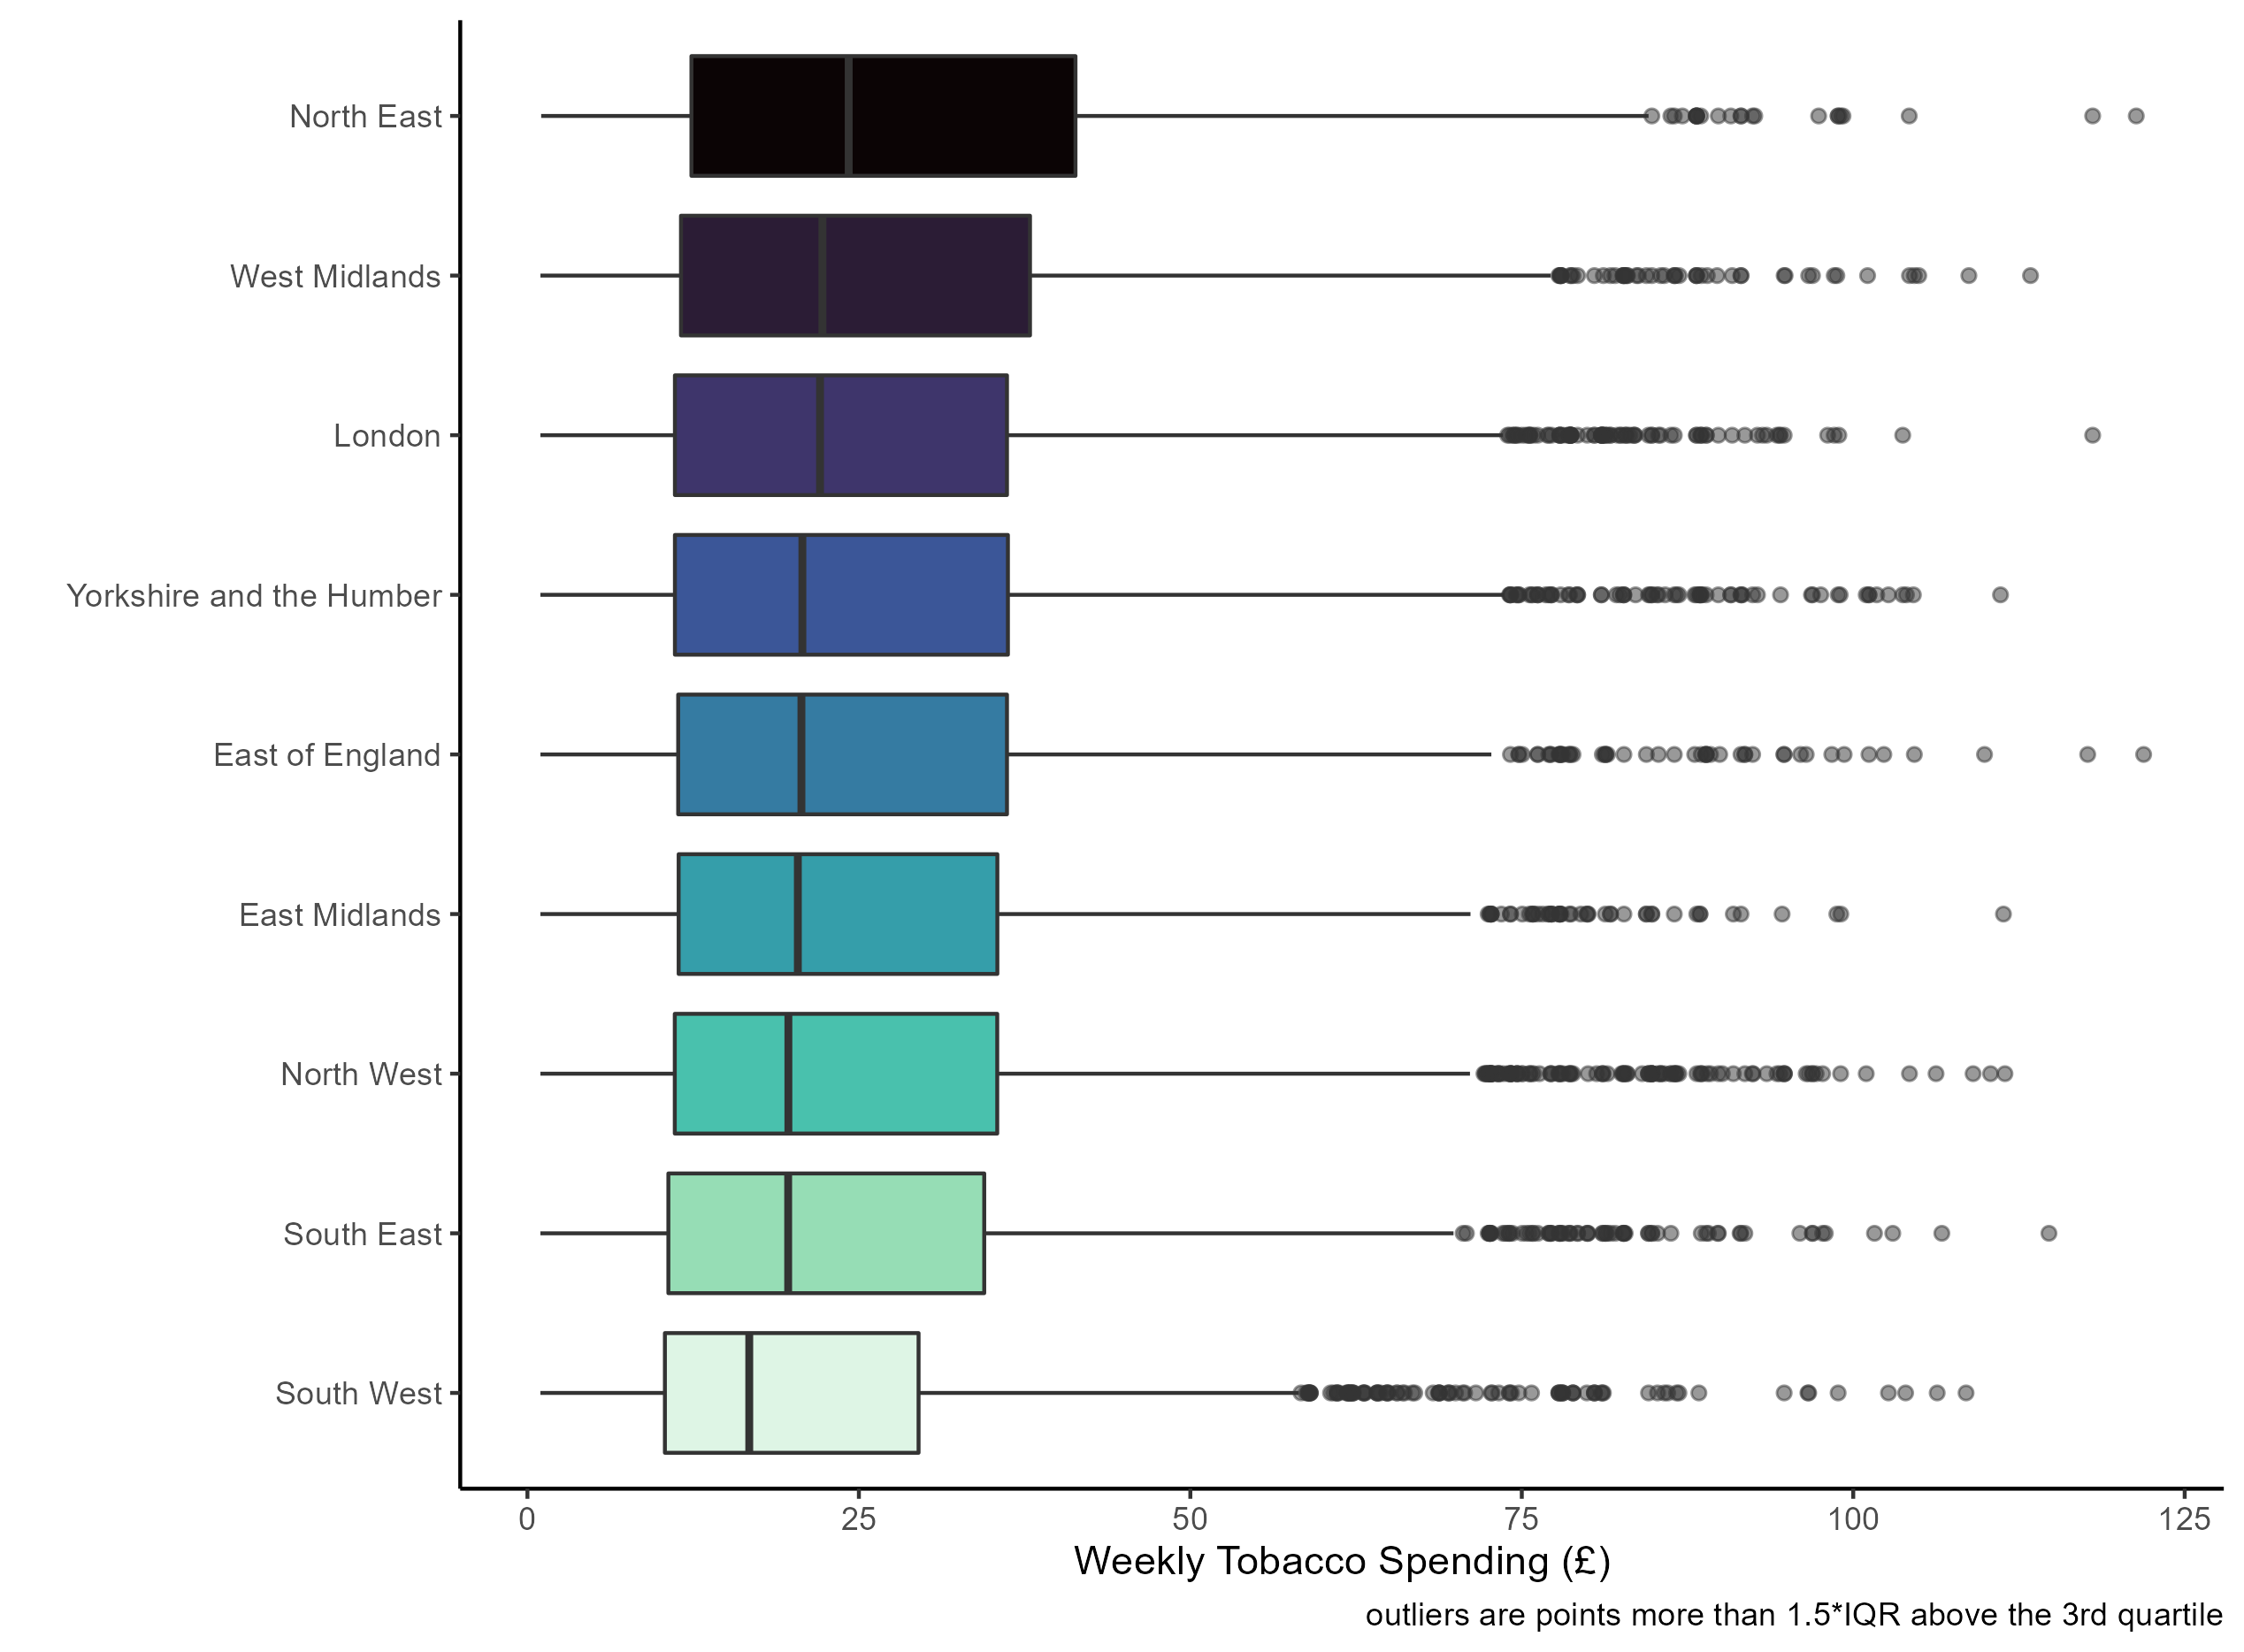 North East
West Midlands
London
Yorkshire and the Humber
East of England
East Midlands
North West
South East
South West
0 25 50 75 100 125
Weekly Tobacco Spending (£)
outliers are points more than 1.5*IQR above the 3rd quartile